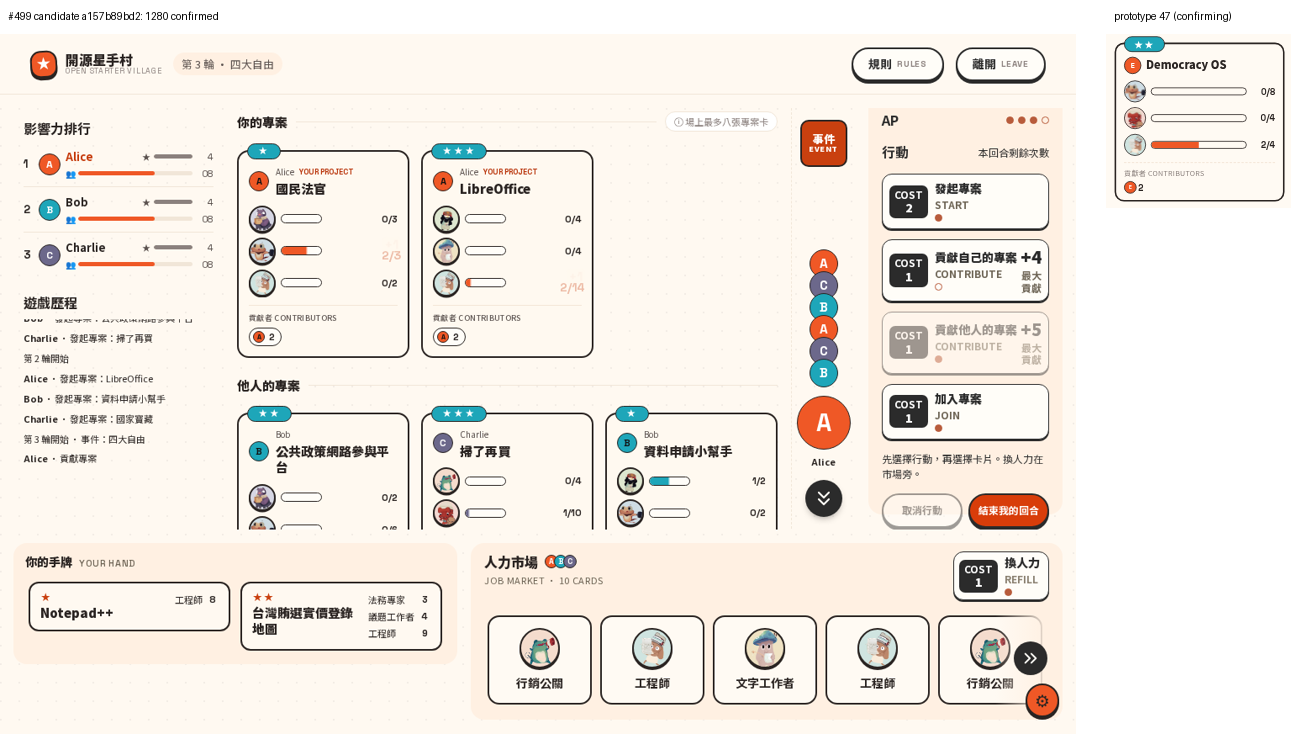 #499 candidate a157b89bd2: 1280 confirmed
prototype 47 (confirming)
開源星手村
OPEN STARTER VILLAGE
第 3 輪 · 四大自由
規則 RULES
離開 LEAVE
影響力排行
1 A Alice ★ 4
08
2 B Bob ★ 4
08
3 C Charlie ★ 4
08
遊戲歷程
Bob · 發起專案：公共政策網路參與平台
Charlie · 發起專案：掃了再買
第 2 輪開始
Alice · 發起專案：LibreOffice
Bob · 發起專案：資料申請小幫手
Charlie · 發起專案：國家寶藏
第 3 輪開始 · 事件：四大自由
Alice · 貢獻專案
你的專案
場上最多八張專案卡
★
A Alice YOUR PROJECT
國民法官
0/3
2/3
0/2
貢獻者 CONTRIBUTORS
A 2
★ ★ ★
A Alice YOUR PROJECT
LibreOffice
0/4
0/4
2/14
貢獻者 CONTRIBUTORS
A 2
他人的專案
★ ★
B Bob
公共政策網路參與平
台
0/2
★ ★ ★
C Charlie
掃了再買
0/4
1/10
★
B Bob
資料申請小幫手
1/2
0/2
事件
EVENT
A
C
B
A
C
B
A
Alice
AP
行動 本回合剩餘次數
COST 2
發起專案
START
COST 1
貢獻自己的專案 +4
CONTRIBUTE 最大
貢獻
COST 1
貢獻他人的專案 +5
CONTRIBUTE 最大
貢獻
COST 1
加入專案
JOIN
先選擇行動，再選擇卡片。換人力在
市場旁。
取消行動 結束我的回合
你的手牌 YOUR HAND
★
Notepad++
工程師 8
★ ★
台灣賄選實價登錄
地圖
法務專家 3
議題工作者 4
工程師 9
人力市場 A B C
JOB MARKET · 10 CARDS
COST 1
換人力
REFILL
行銷公關
工程師
文字工作者
工程師
行銷公關
★ ★
E Democracy OS
0/8
0/4
2/4
貢獻者 CONTRIBUTORS
E 2